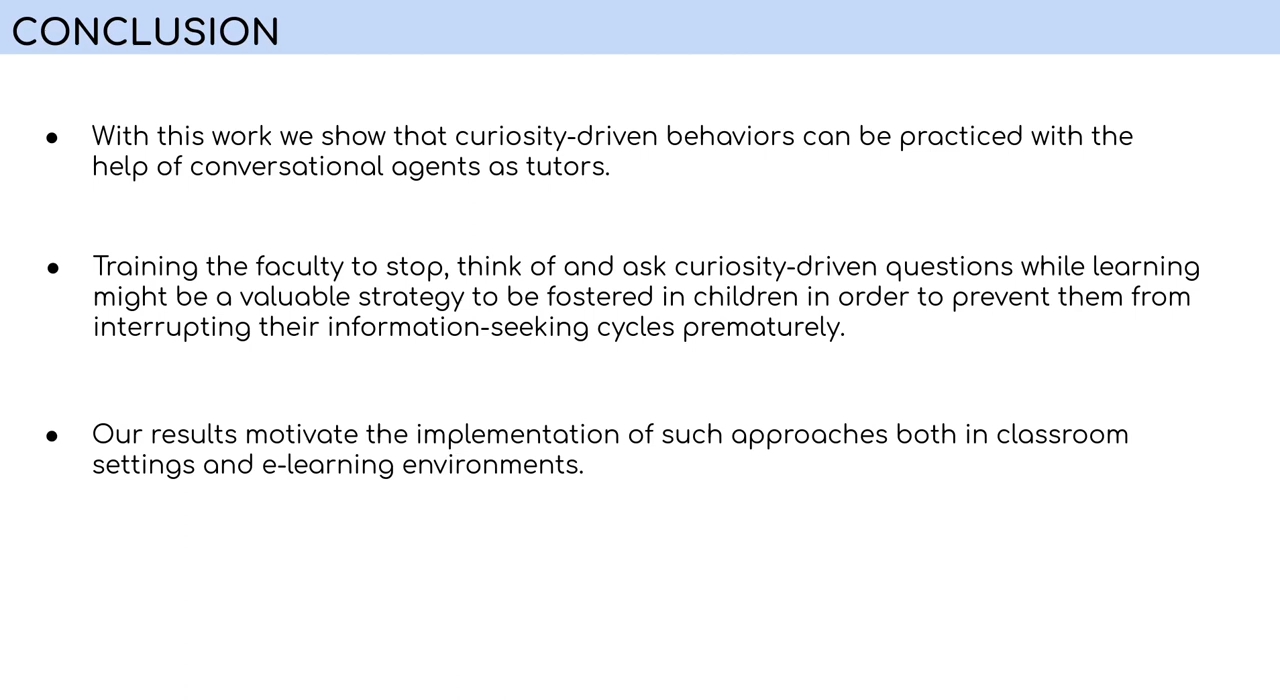 CONCLUSION
● With this work we show that curiosity-driven behaviors can be practiced with the
help of conversational agents as tutors.
● Training the faculty to stop, think of and ask curiosity-driven questions while learning
might be a valuable strategy to be fostered in children in order to prevent them from
interrupting their information-seeking cycles prematurely.
● Our results motivate the implementation of such approaches both in classroom
settings and e-learning environments.